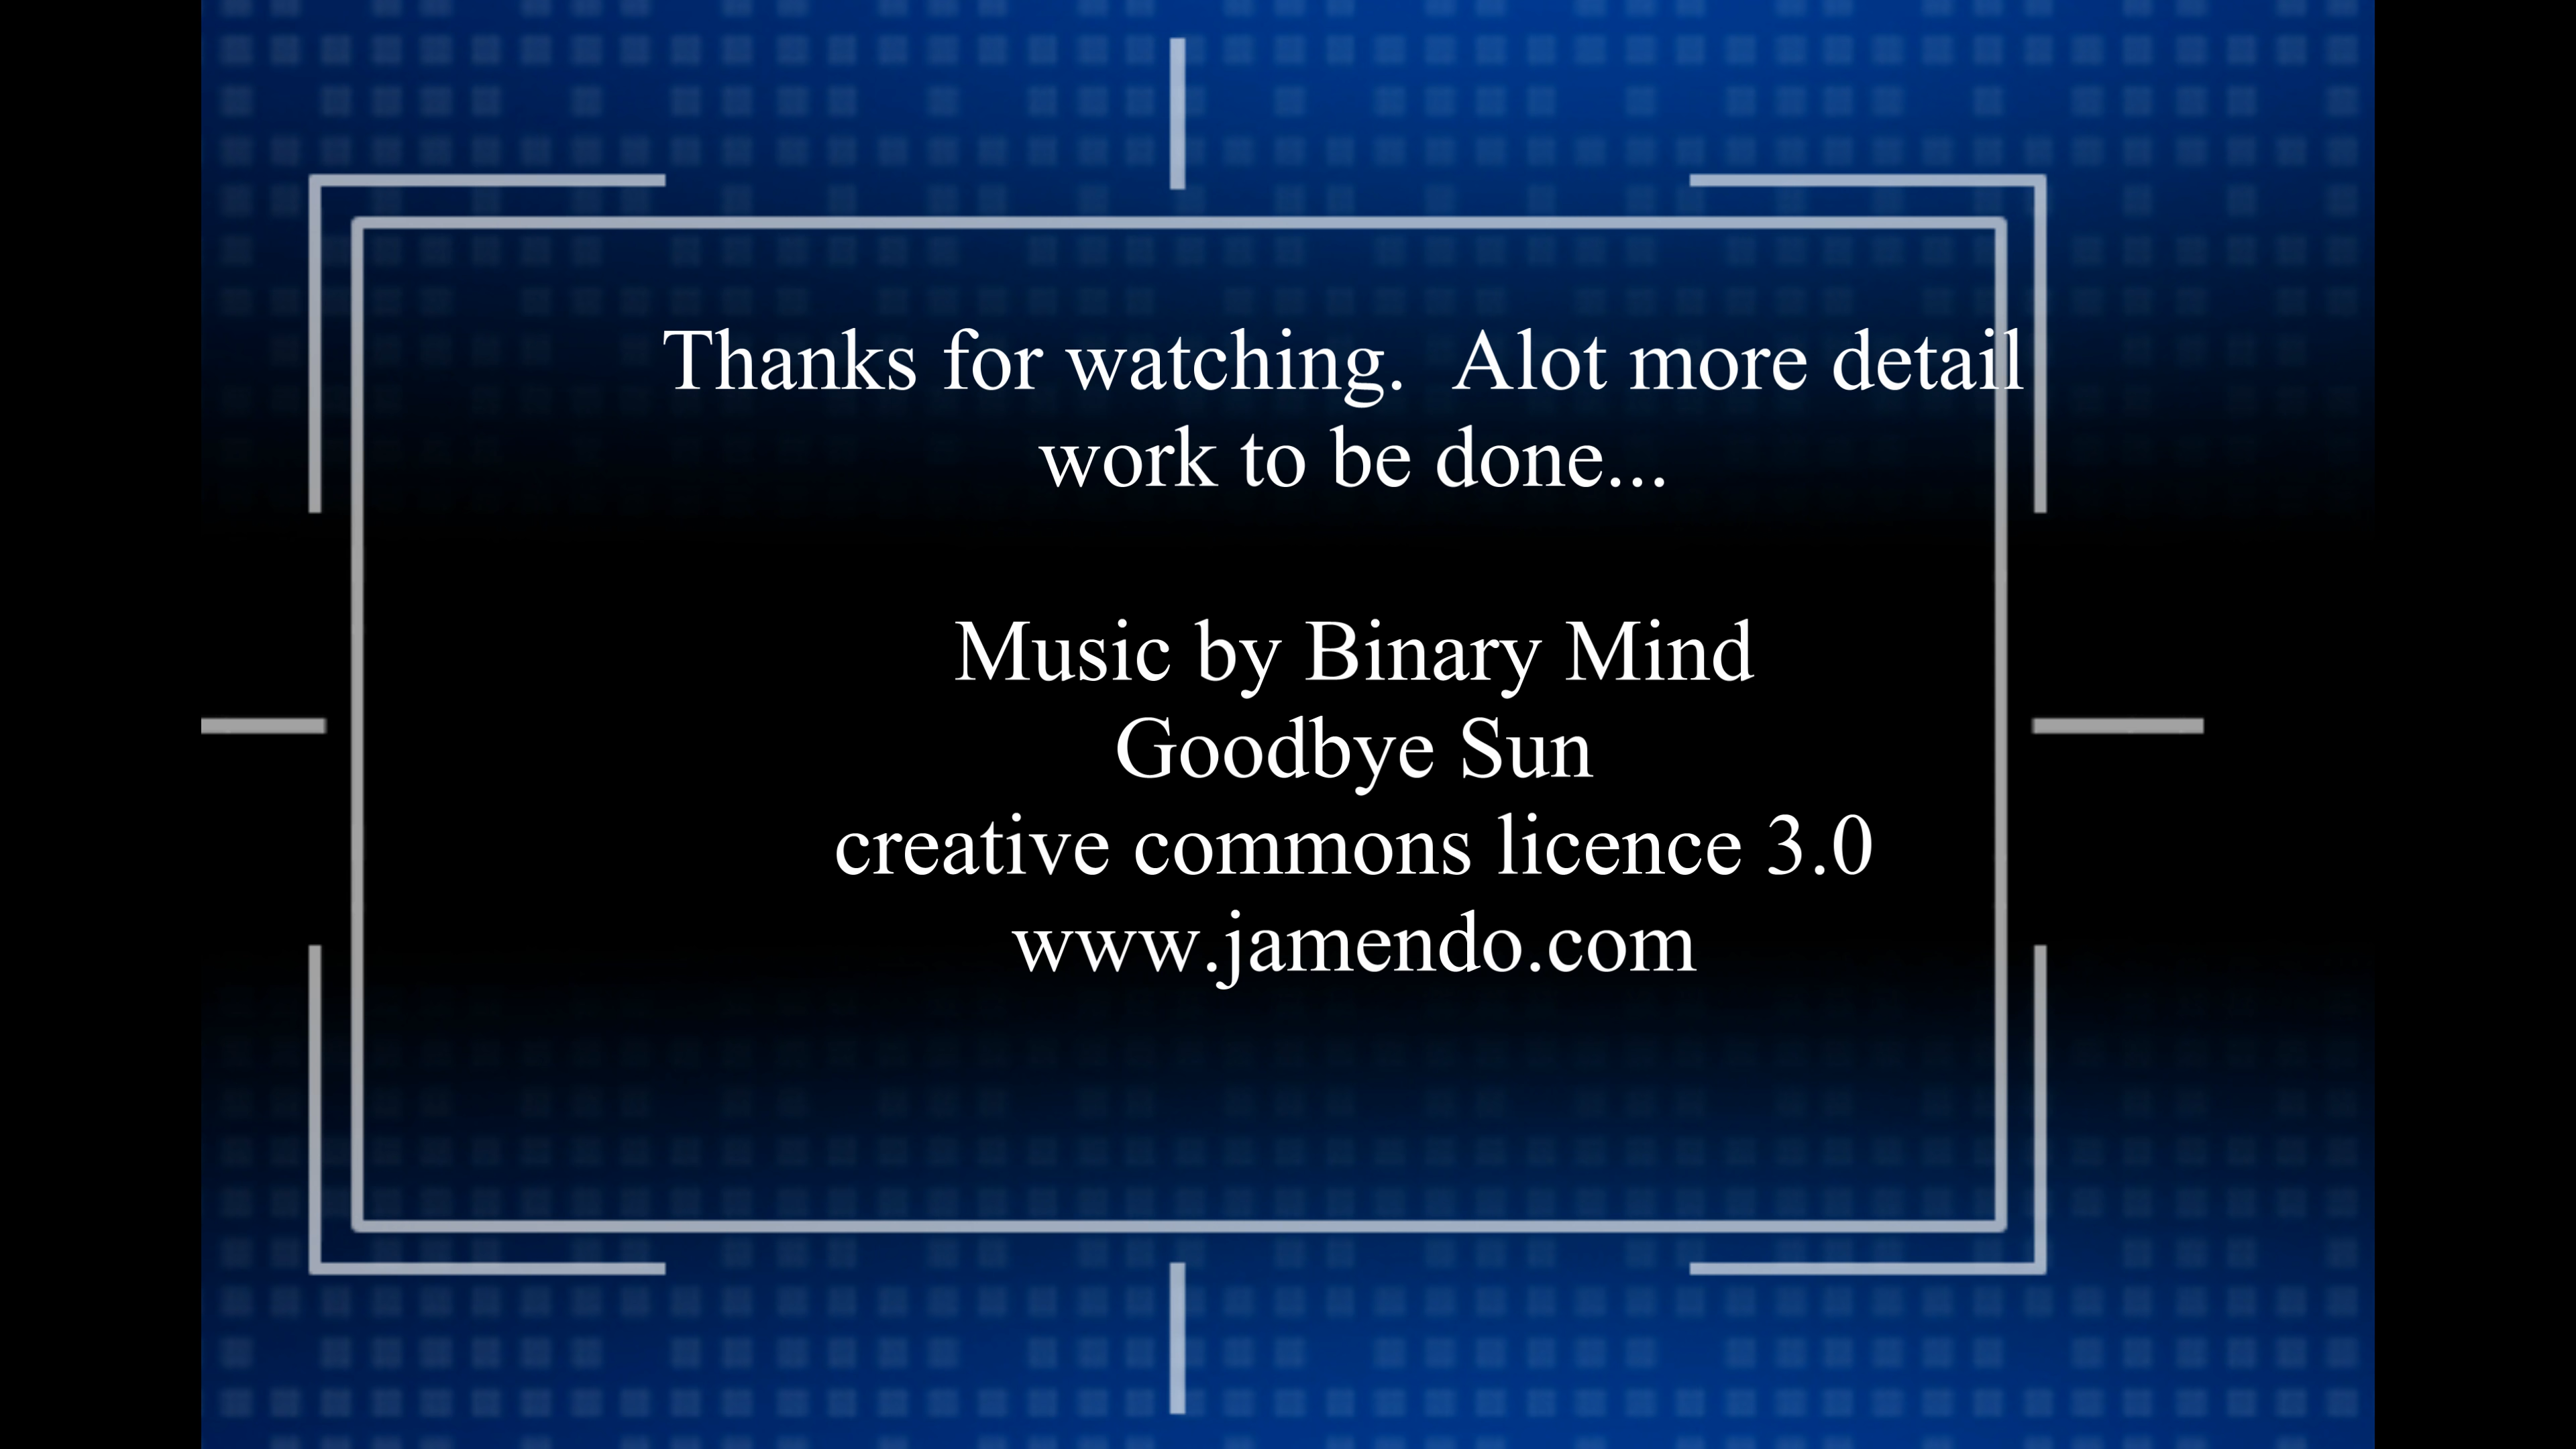 Thanks for watching.  Alot more detail
work to be done...
Music by Binary Mind
Goodbye Sun
creative commons licence 3.0
www.jamendo.com